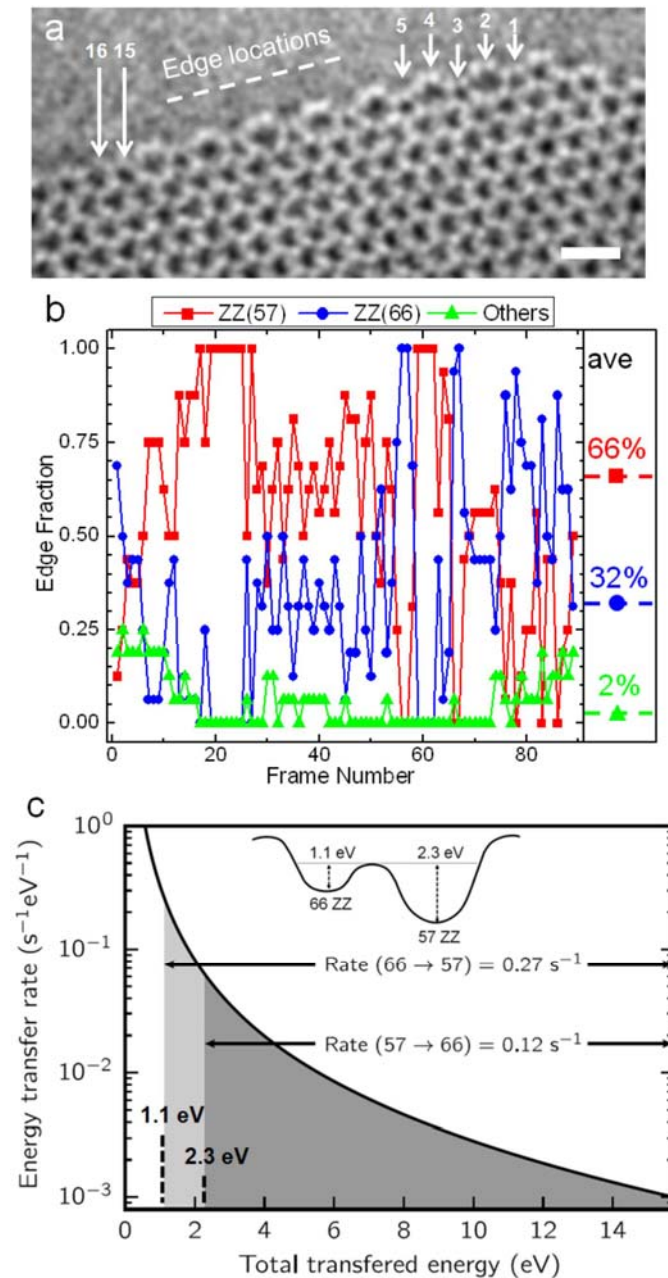 a
16 15
Edge locations
5 4 3 2 1
b
ZZ(57) ZZ(66) Others
1.00
0.75
0.50
0.25
0.00
Edge Fraction
0 20 40 60 80
Frame Number
ave
66%
32%
2%
c
10^0
10^-1
10^-2
10^-3
Energy transfer rate (s^-1eV^-1)
1.1 eV 2.3 eV
66 ZZ
57 ZZ
Rate (66 → 57) = 0.27 s^-1
Rate (57 → 66) = 0.12 s^-1
1.1 eV
2.3 eV
0 2 4 6 8 10 12 14
Total transfered energy (eV)